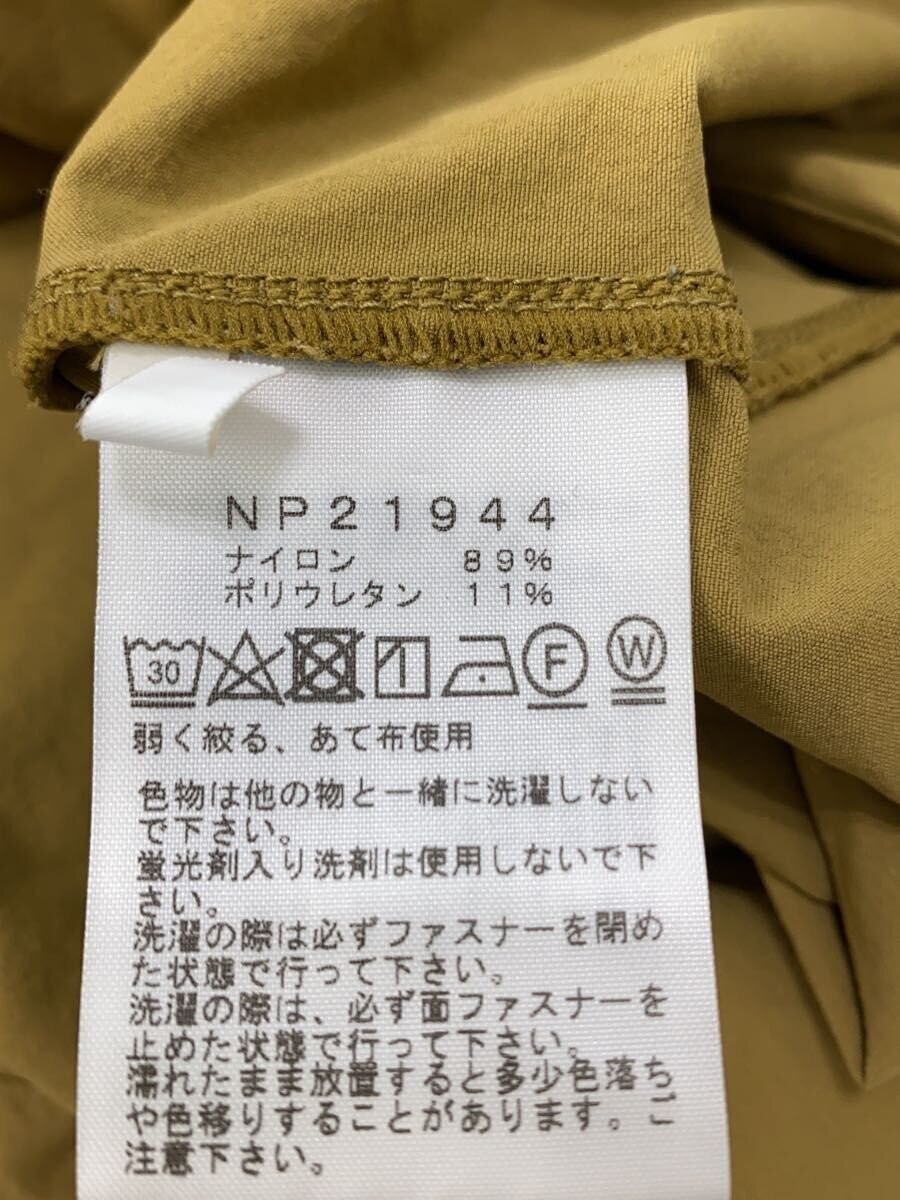 NP21944
ナイロン 89%
ポリウレタン 11%
30 F W
弱く絞る、あて布使用
色物は他の物と一緒に洗濯しない
で下さい。
蛍光剤入り洗剤は使用しないで下
さい。
洗濯の際は必ずファスナーを閉め
た状態で行って下さい。
洗濯の際は、必ず面ファスナーを
止めた状態で行って下さい。
濡れたまま放置すると多少色落ち
や色移りすることがあります。ご
注意下さい。